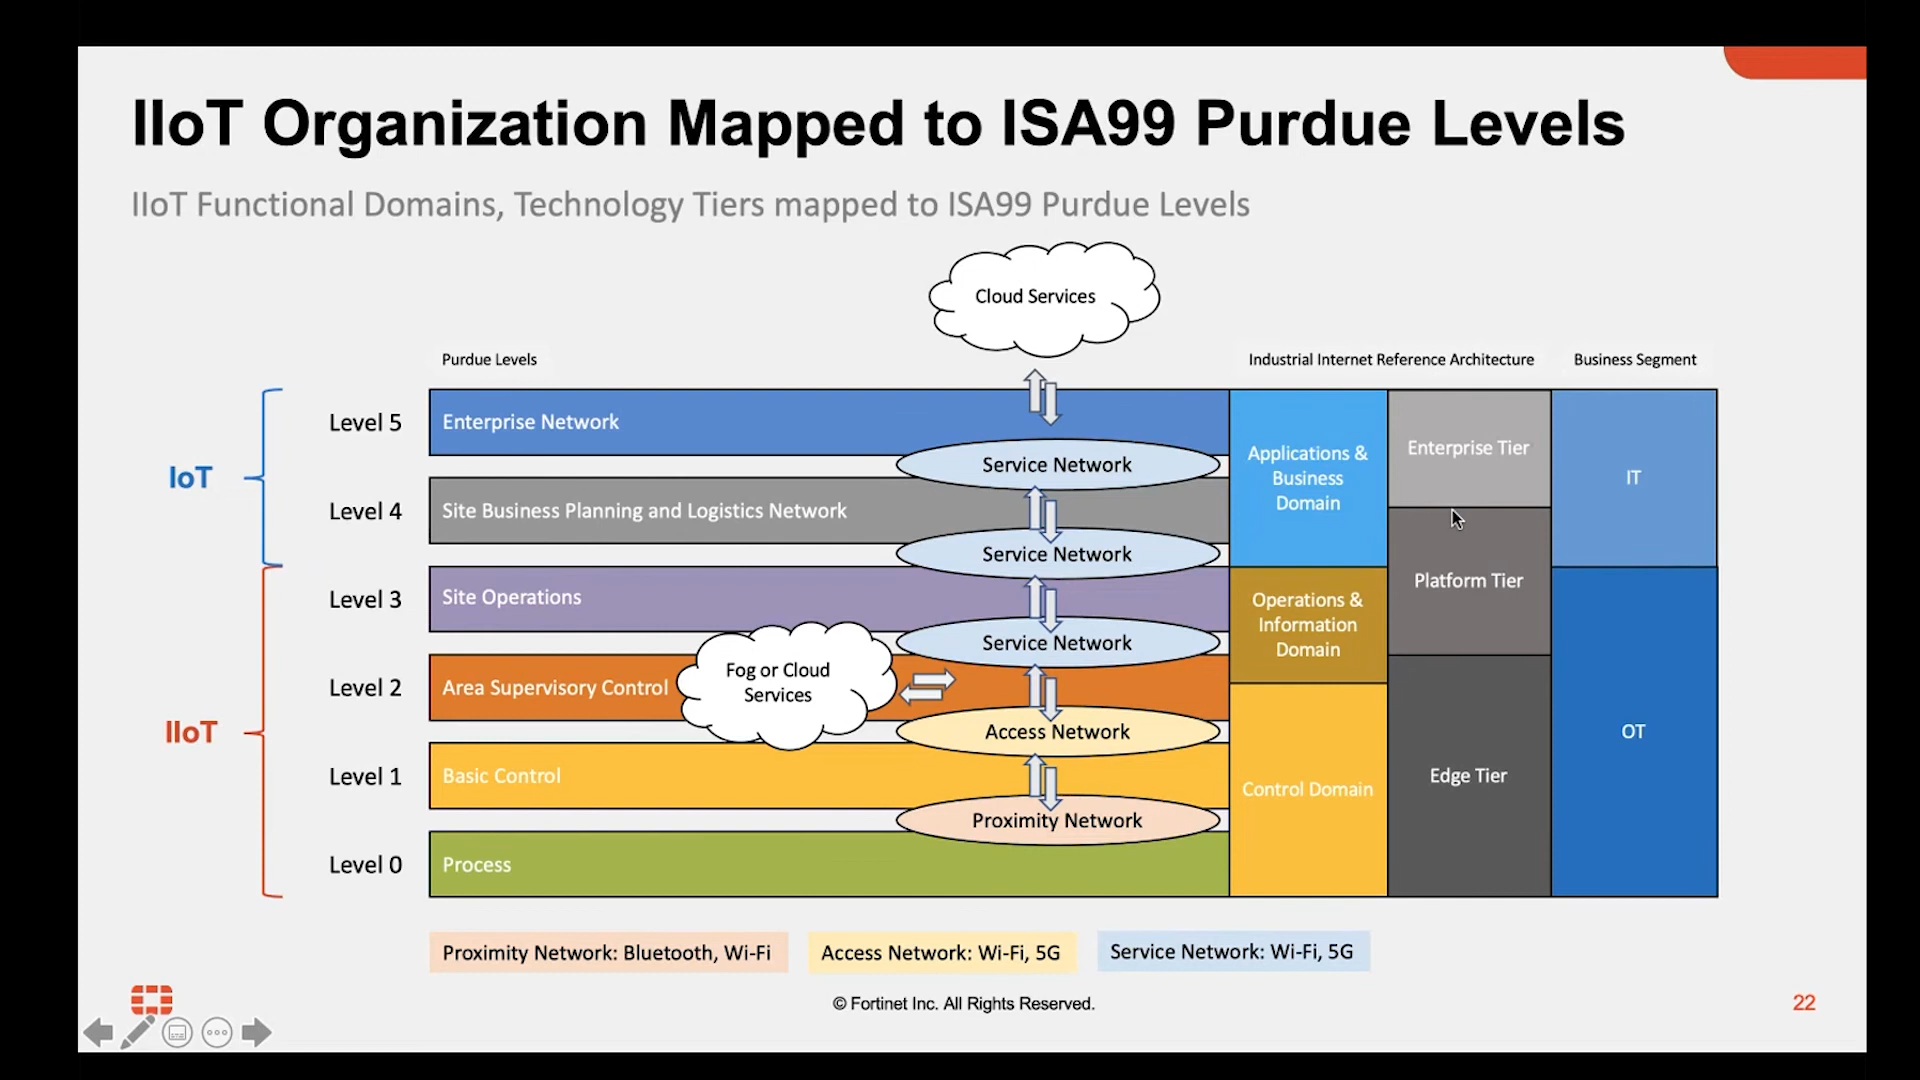 IIoT Organization Mapped to ISA99 Purdue Levels
IIoT Functional Domains, Technology Tiers mapped to ISA99 Purdue Levels
Cloud Services
Purdue Levels
Industrial Internet Reference Architecture
Business Segment
IoT
IIoT
Level 5
Enterprise Network
Service Network
Level 4
Site Business Planning and Logistics Network
Service Network
Level 3
Site Operations
Service Network
Level 2
Area Supervisory Control
Fog or Cloud
Services
Access Network
Level 1
Basic Control
Proximity Network
Level 0
Process
Applications &
Business
Domain
Operations &
Information
Domain
Control Domain
Enterprise Tier
Platform Tier
Edge Tier
IT
OT
Proximity Network: Bluetooth, Wi-Fi
Access Network: Wi-Fi, 5G
Service Network: Wi-Fi, 5G
© Fortinet Inc. All Rights Reserved.
22